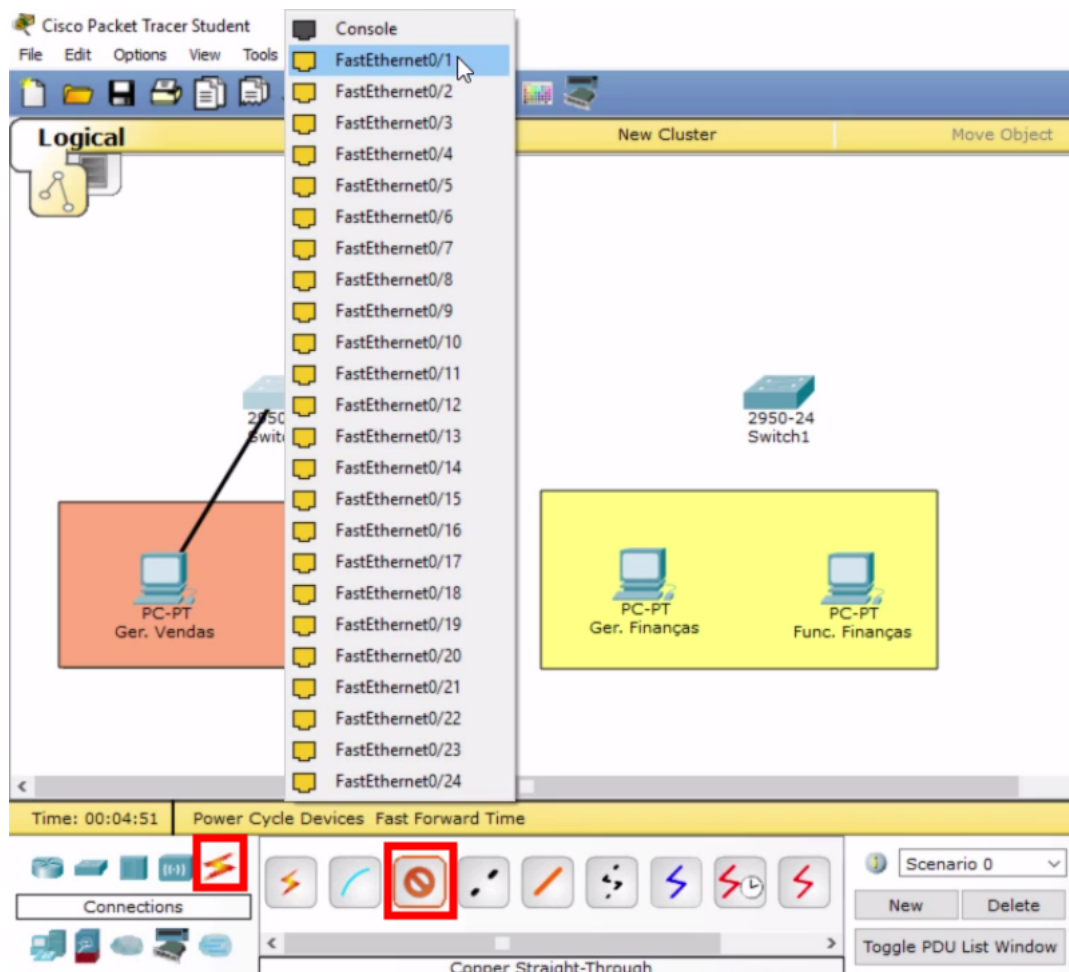 Cisco Packet Tracer Student
File Edit Options View Tools
Logical
New Cluster
Move Object
Console
FastEthernet0/1
FastEthernet0/2
FastEthernet0/3
FastEthernet0/4
FastEthernet0/5
FastEthernet0/6
FastEthernet0/7
FastEthernet0/8
FastEthernet0/9
FastEthernet0/10
FastEthernet0/11
FastEthernet0/12
FastEthernet0/13
FastEthernet0/14
FastEthernet0/15
FastEthernet0/16
FastEthernet0/17
FastEthernet0/18
FastEthernet0/19
FastEthernet0/20
FastEthernet0/21
FastEthernet0/22
FastEthernet0/23
FastEthernet0/24
2950-24
Switch1
PC-PT
Ger. Vendas
PC-PT
Ger. Finanças
PC-PT
Func. Finanças
Time: 00:04:51 Power Cycle Devices Fast Forward Time
Connections
Scenario 0
New Delete
Toggle PDU List Window
Copper Straight-Through